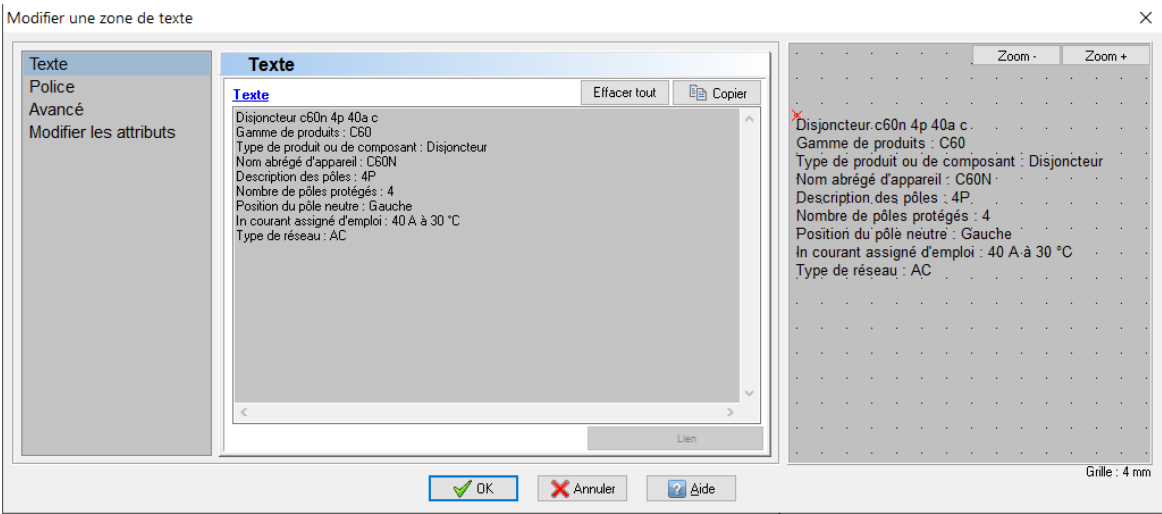 Modifier une zone de texte
Texte
Police
Avancé
Modifier les attributs
Texte
Texte
Effacer tout
Copier
Disjoncteur c60n 4p 40a c
Gamme de produits : C60
Type de produit ou de composant : Disjoncteur
Nom abrégé d'appareil : C60N
Description des pôles : 4P
Nombre de pôles protégés : 4
Position du pôle neutre : Gauche
In courant assigné d'emploi : 40 A à 30 °C
Type de réseau : AC
Lien
Zoom -
Zoom +
Disjoncteur c60n 4p 40a c
Gamme de produits : C60
Type de produit ou de composant : Disjoncteur
Nom abrégé d'appareil : C60N
Description des pôles : 4P
Nombre de pôles protégés : 4
Position du pôle neutre : Gauche
In courant assigné d'emploi : 40 A à 30 °C
Type de réseau : AC
Grille : 4 mm
OK
Annuler
Aide